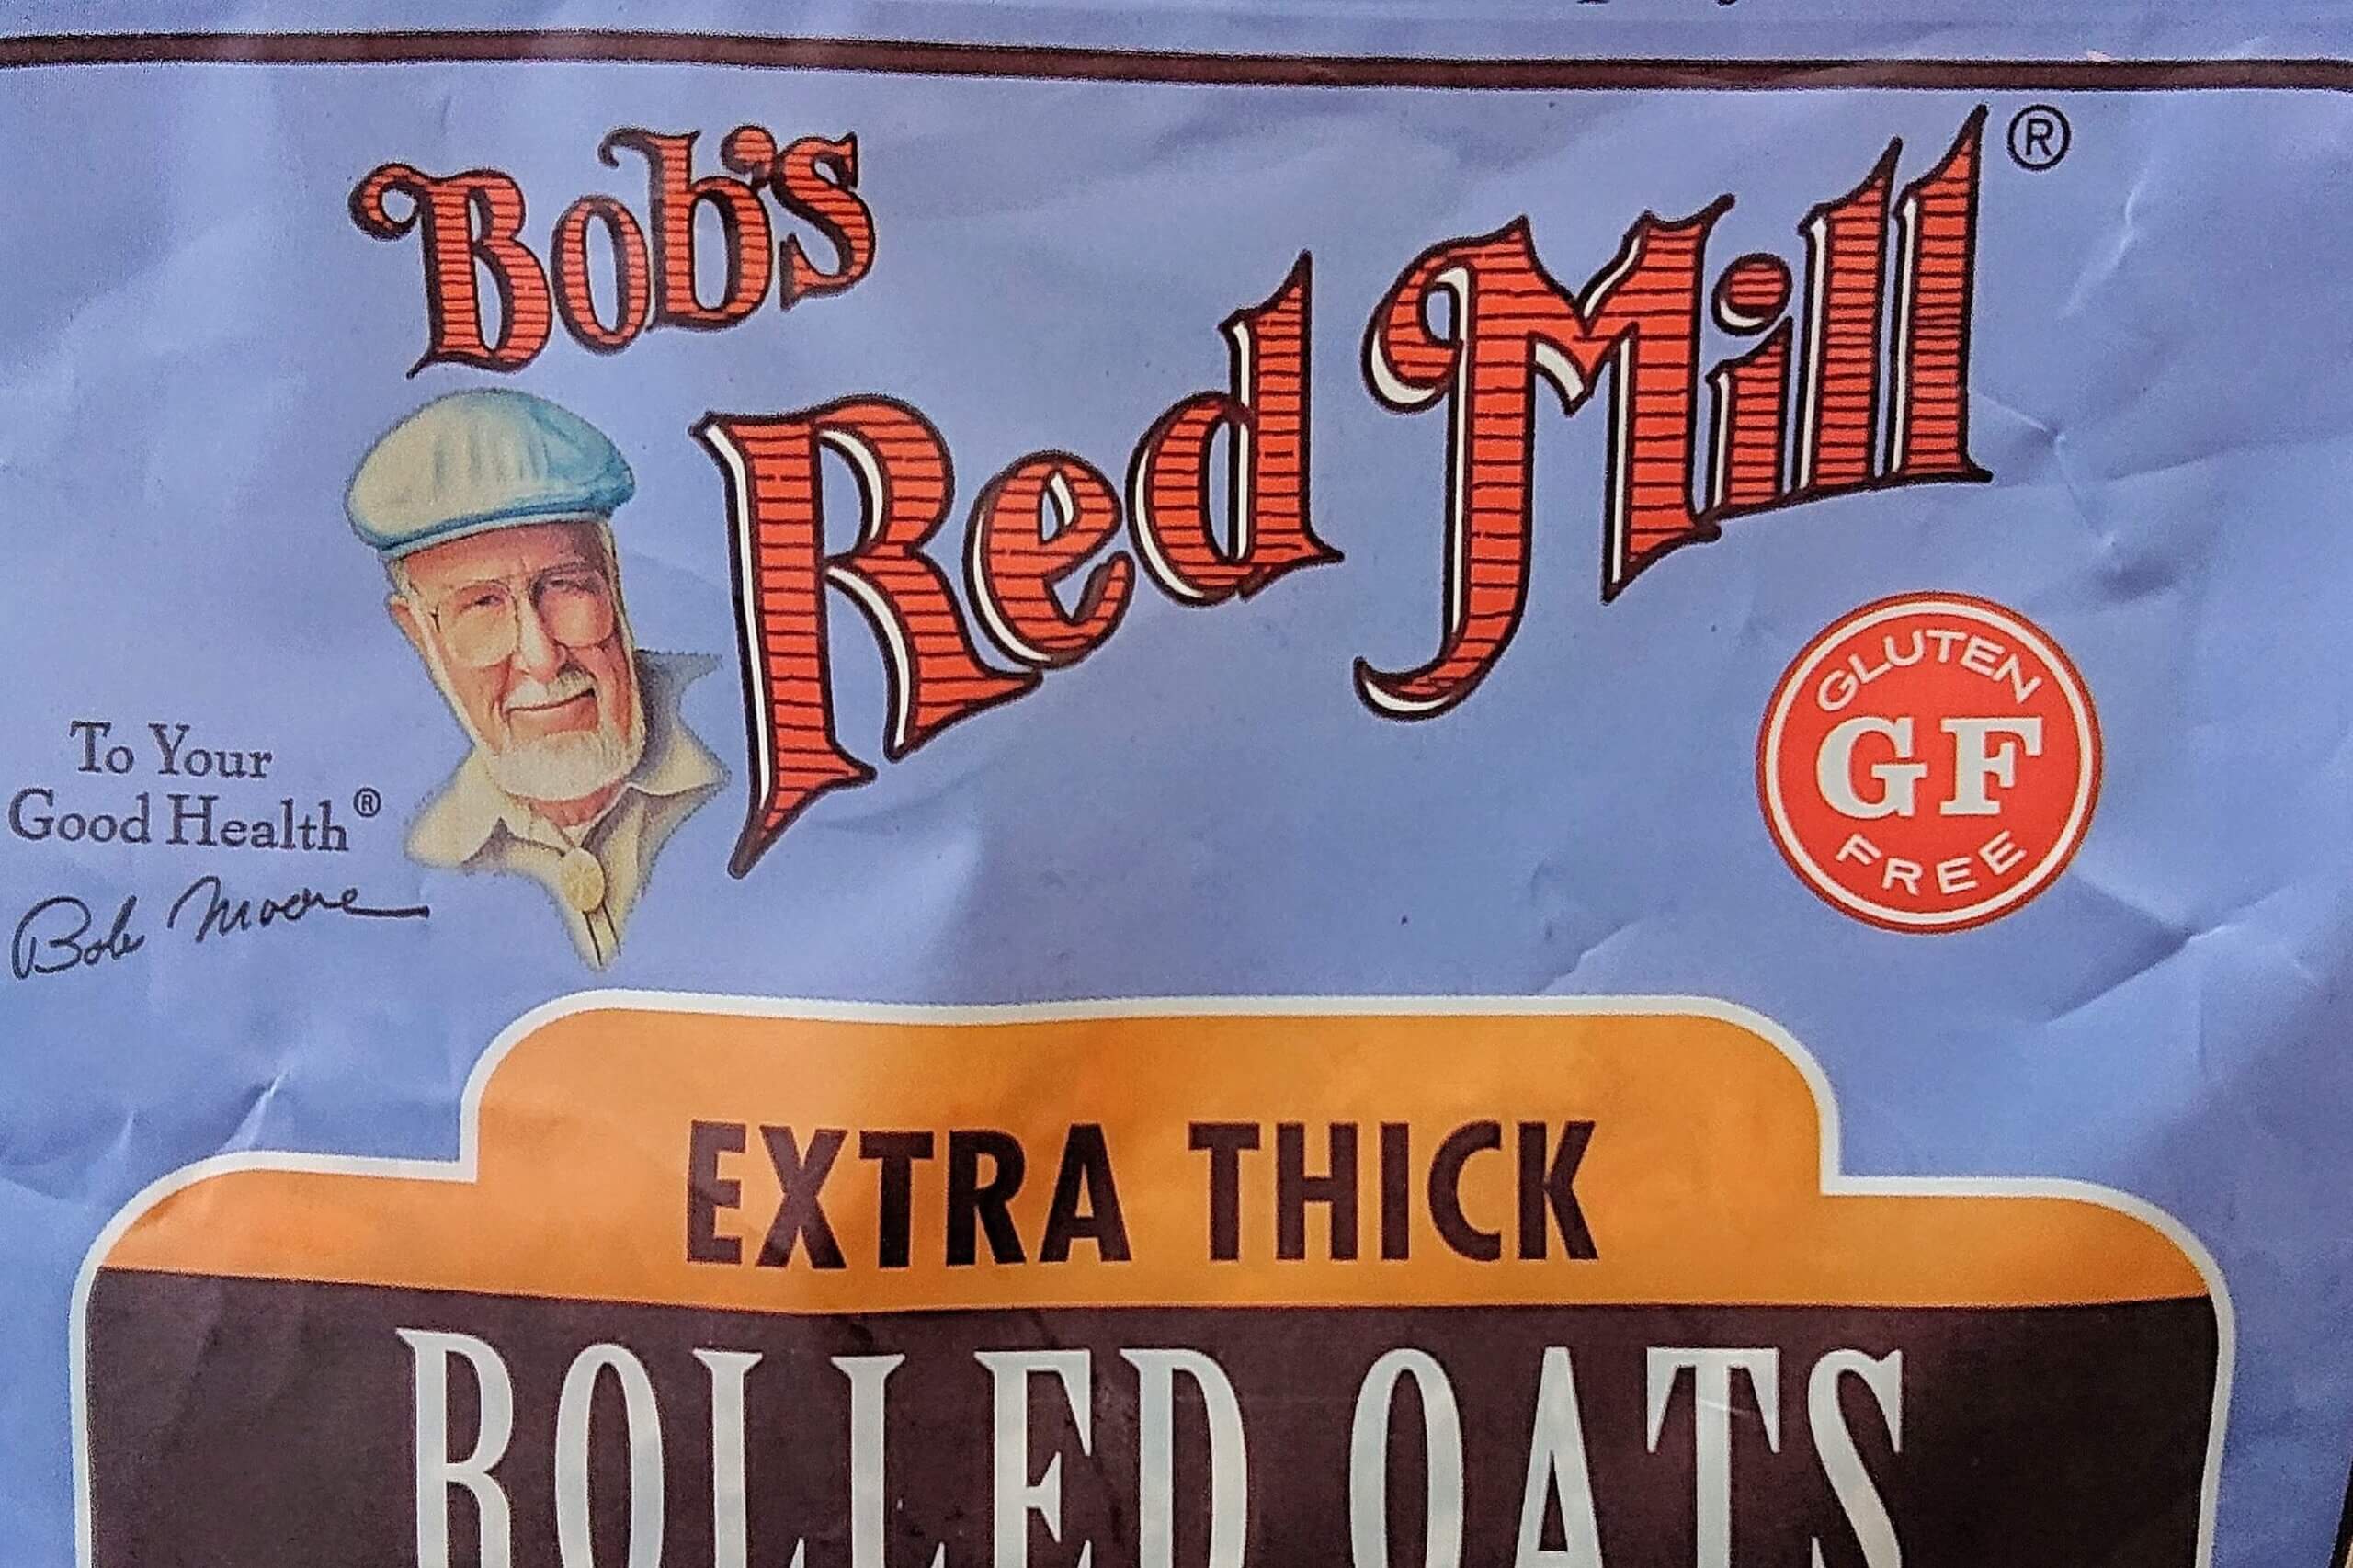 Bob's
Red Mill®
To Your
Good Health®
Bob Moore
GLUTEN
GF
FREE
EXTRA THICK
ROLLED OATS